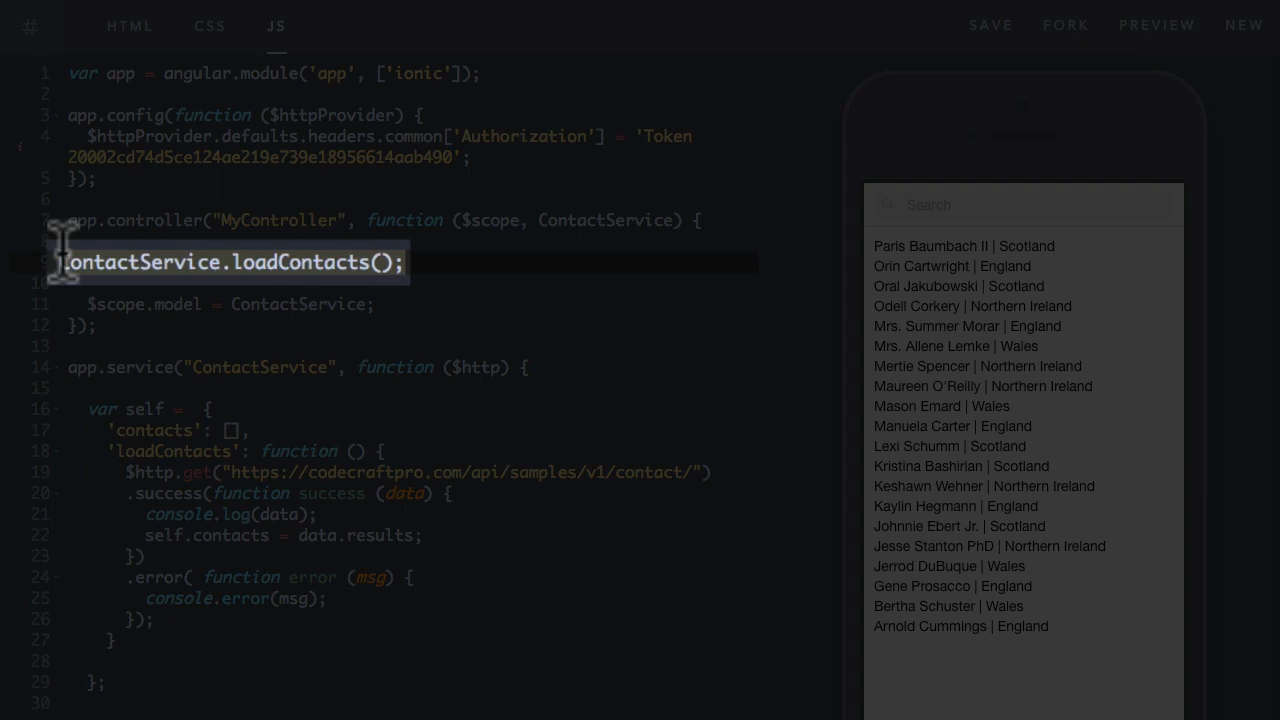 #
HTML CSS JS
SAVE FORK PREVIEW NEW
1 var app = angular.module('app', ['ionic']);
2
3 app.config(function ($httpProvider) {
4 $httpProvider.defaults.headers.common['Authorization'] = 'Token
20002cd74d5ce124ae219e739e18956614aab490';
5 });
6
7 app.controller("MyController", function ($scope, ContactService) {
8
9 ContactService.loadContacts();
10
11 $scope.model = ContactService;
12 });
13
14 app.service("ContactService", function ($http) {
15
16 var self = {
17 'contacts': [],
18 'loadContacts': function () {
19 $http.get("https://codecraftpro.com/api/samples/v1/contact/")
20 .success(function success (data) {
21 console.log(data);
22 self.contacts = data.results;
23 })
24 .error( function error (msg) {
25 console.error(msg);
26 });
27 }
28
29 };
30
Search
Paris Baumbach II | Scotland
Orin Cartwright | England
Oral Jakubowski | Scotland
Odell Corkery | Northern Ireland
Mrs. Summer Morar | England
Mrs. Allene Lemke | Wales
Mertie Spencer | Northern Ireland
Maureen O'Reilly | Northern Ireland
Mason Emard | Wales
Manuela Carter | England
Lexi Schumm | Scotland
Kristina Bashirian | Scotland
Keshawn Wehner | Northern Ireland
Kaylin Hegmann | England
Johnnie Ebert Jr. | Scotland
Jesse Stanton PhD | Northern Ireland
Jerrod DuBuque | Wales
Gene Prosacco | England
Bertha Schuster | Wales
Arnold Cummings | England